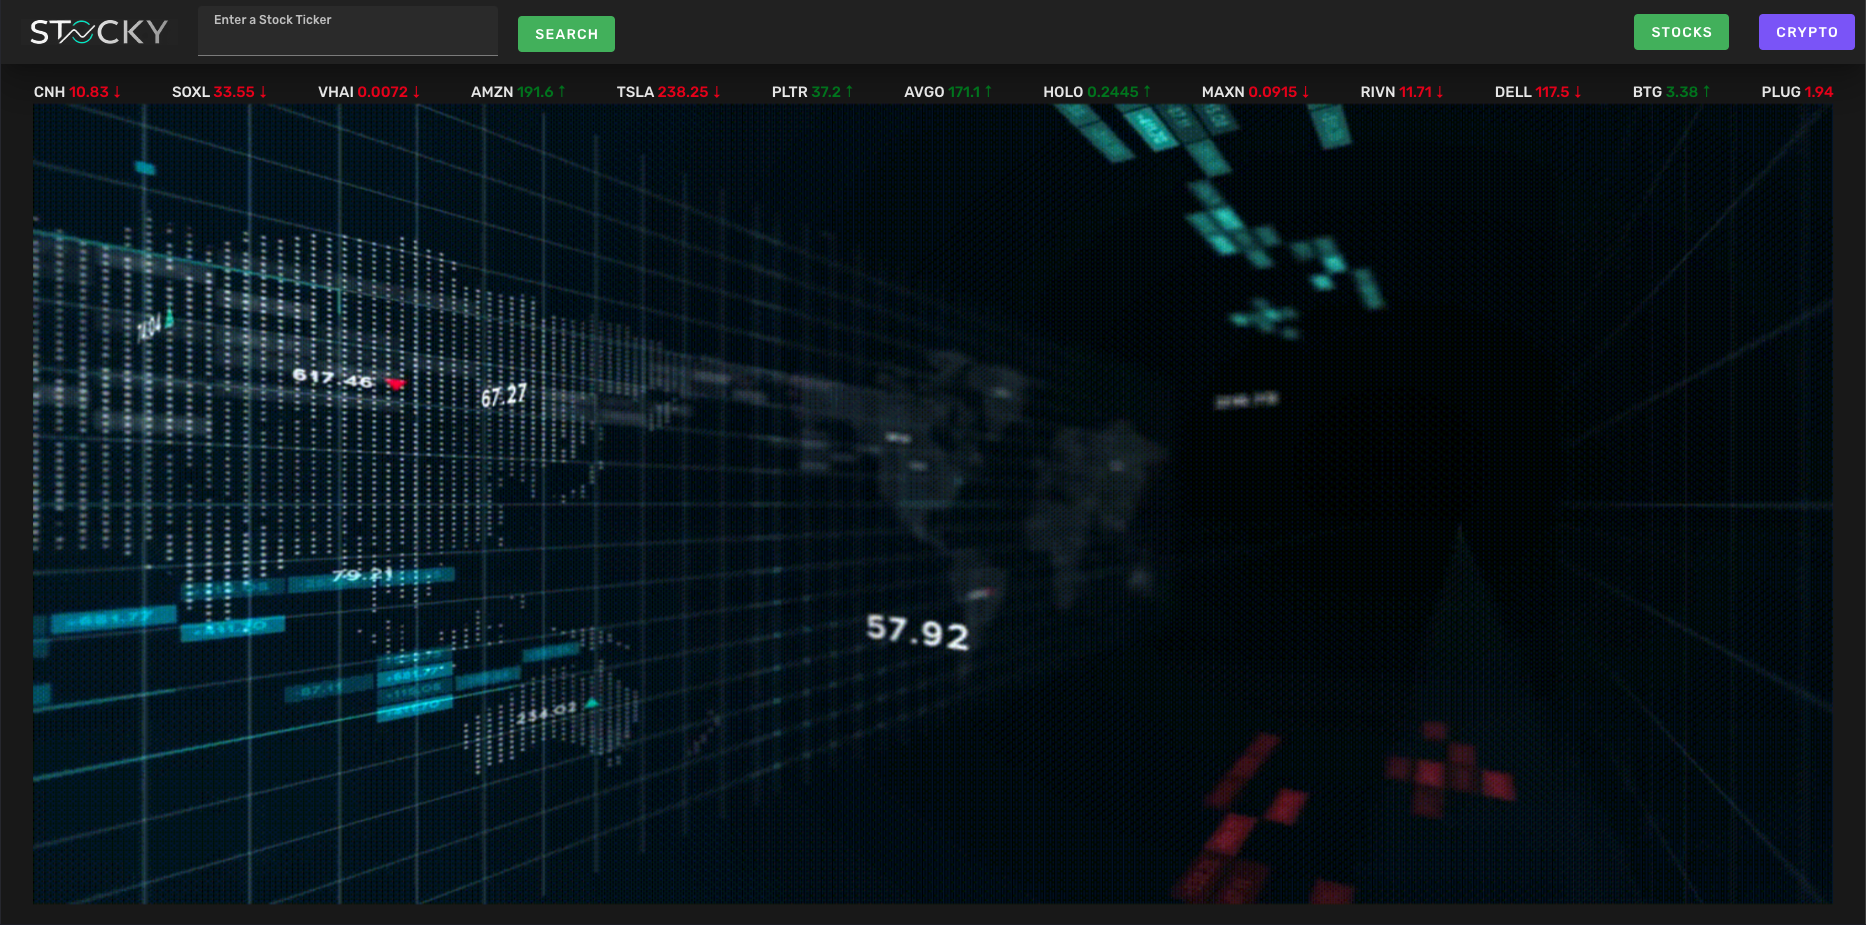 STOCKY
Enter a Stock Ticker
SEARCH
STOCKS
CRYPTO
CNH 10.83 ↓ SOXL 33.55 ↓ VHAI 0.0072 ↓ AMZN 191.6 ↑ TSLA 238.25 ↓ PLTR 37.2 ↑ AVGO 171.1 ↑ HOLO 0.2445 ↑ MAXN 0.0915 ↓ RIVN 11.71 ↓ DELL 117.5 ↓ BTG 3.38 ↑ PLUG 1.94
617.46
67.27
79.21
57.92
234.02